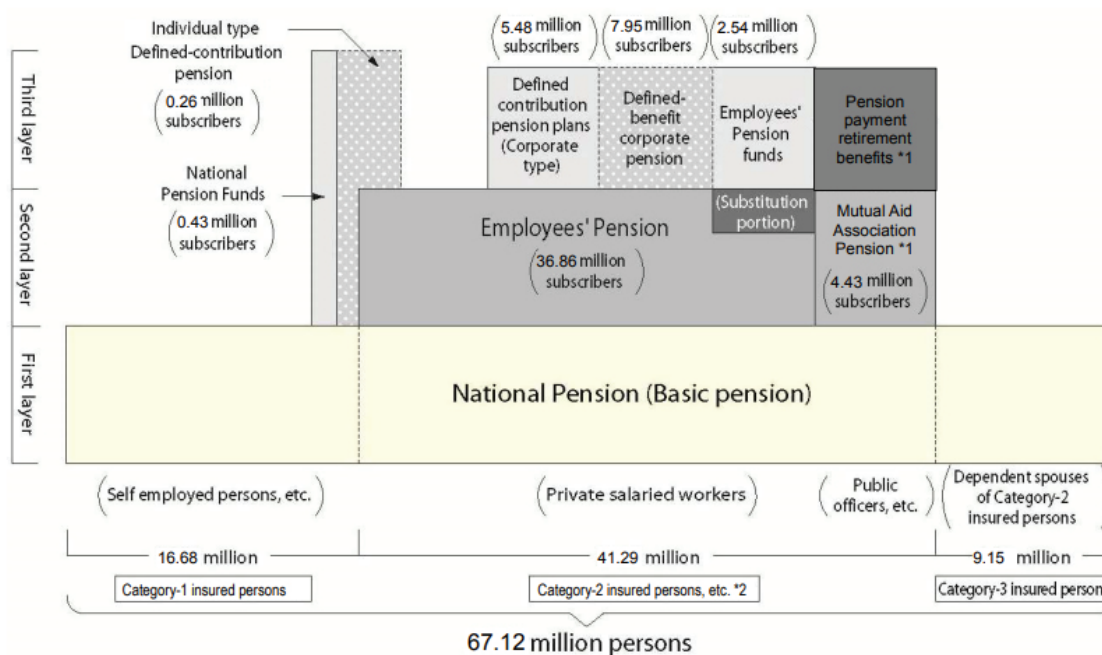 Individual type
Defined-contribution
pension
(0.26 million
subscribers)
National
Pension Funds
(0.43 million
subscribers)
(5.48 million
subscribers)
(7.95 million
subscribers)
(2.54 million
subscribers)
Third layer
Defined
contribution
pension plans
(Corporate
type)
Defined-
benefit
corporate
pension
Employees'
Pension
funds
Pension
payment
retirement
benefits *1
Second layer
Employees' Pension
(36.86 million
subscribers)
(Substitution
portion)
Mutual Aid
Association
Pension *1
(4.43 million
subscribers)
First layer
National Pension (Basic pension)
(Self employed persons, etc.)
(Private salaried workers)
(Public
officers, etc.)
(Dependent spouses
of Category-2
insured persons)
16.68 million
41.29 million
9.15 million
Category-1 insured persons
Category-2 insured persons, etc. *2
Category-3 insured person
67.12 million persons